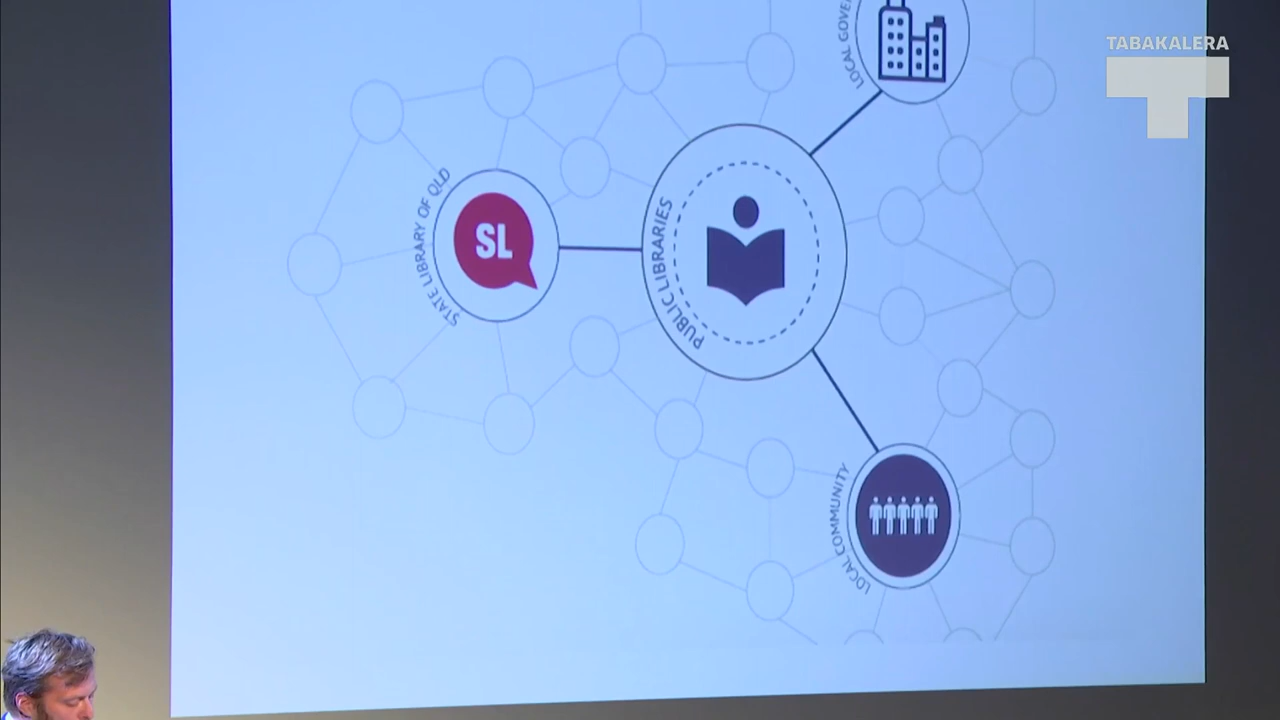 LOCAL GOVE
TABAKALERA
STATE LIBRARY OF QLD
SL
PUBLIC LIBRARIES
LOCAL COMMUNITY